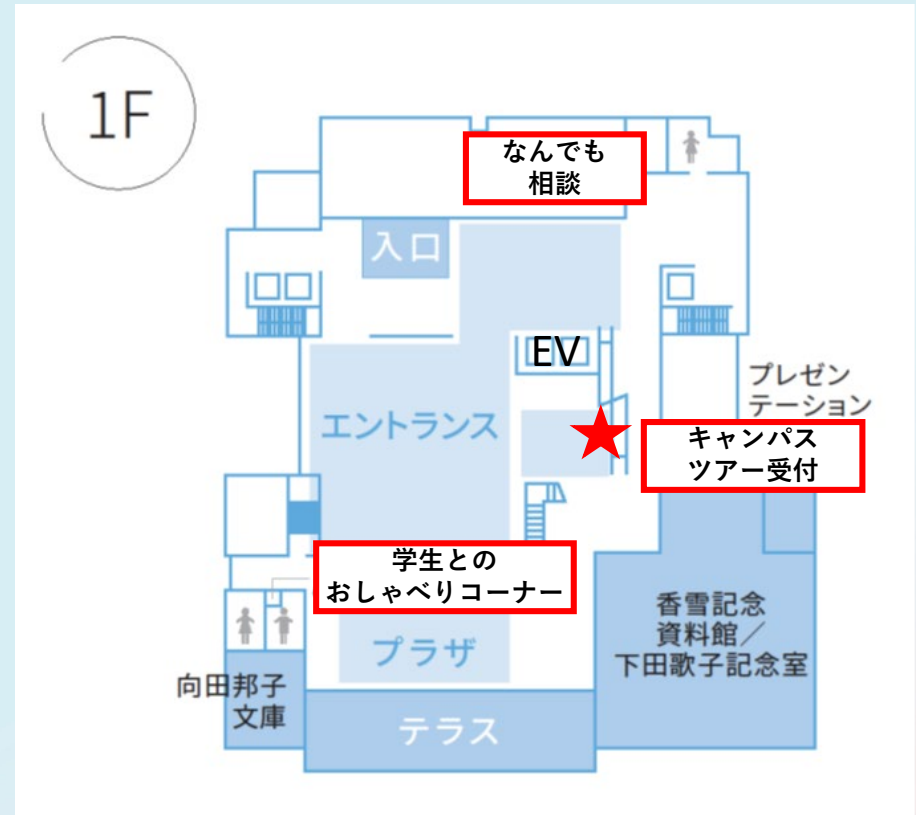 1F
なんでも
相談
入口
EV
プレゼン
テーション
エントランス
キャンパス
ツアー受付
学生との
おしゃべりコーナー
香雪記念
資料館／
下田歌子記念室
プラザ
向田邦子
文庫
テラス